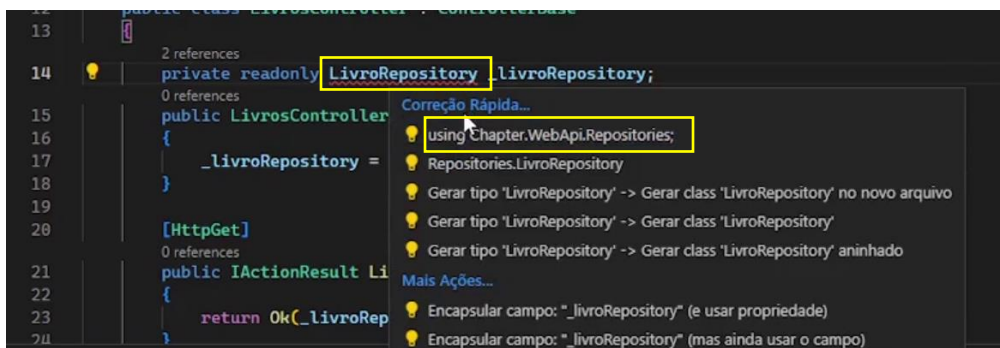 public class LivrosController : ControllerBase
13 {
2 references
14 private readonly LivroRepository _livroRepository;
0 references
15 public LivrosController
16 {
17 _livroRepository =
18 }
19
20 [HttpGet]
0 references
21 public IActionResult Li
22 {
23 return Ok(_livroRep
24 }
Correção Rápida...
using Chapter.WebApi.Repositories;
Repositories.LivroRepository
Gerar tipo 'LivroRepository' -> Gerar class 'LivroRepository' no novo arquivo
Gerar tipo 'LivroRepository' -> Gerar class 'LivroRepository'
Gerar tipo 'LivroRepository' -> Gerar class 'LivroRepository' aninhado
Mais Ações...
Encapsular campo: "_livroRepository" (e usar propriedade)
Encapsular campo: "_livroRepository" (mas ainda usar o campo)